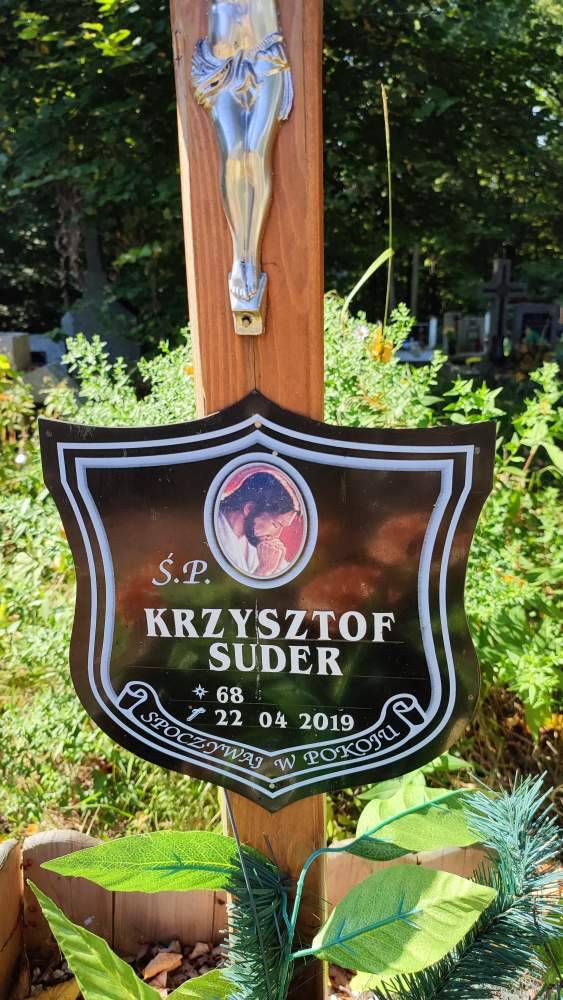 Ś.P.
KRZYSZTOF
SUDER
68
22 04 2019
SPOCZYWAJ W POKOJU